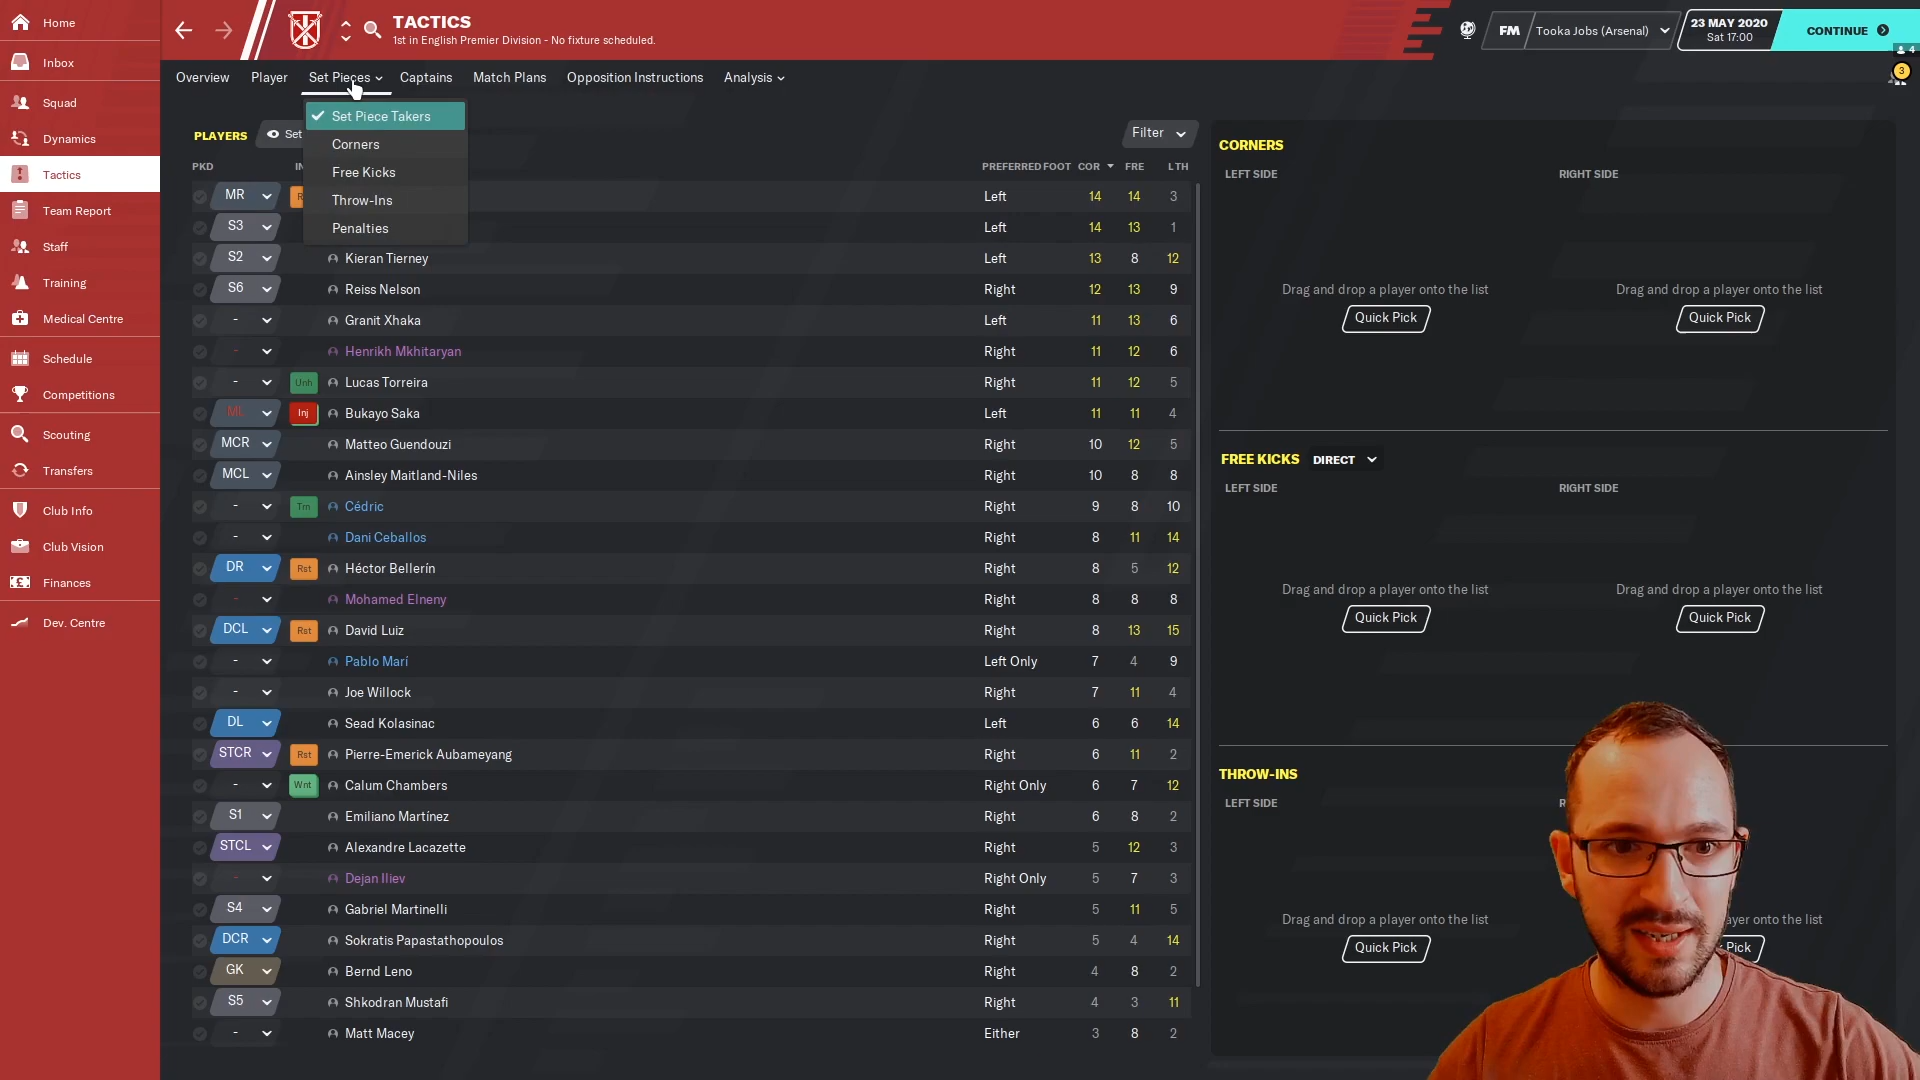 Home
Inbox
Squad
Dynamics
Tactics
Team Report
Staff
Training
Medical Centre
Schedule
Competitions
Scouting
Transfers
Club Info
Club Vision
Finances
Dev. Centre
TACTICS
1st in English Premier Division - No fixture scheduled.
FM Tooka Jobs (Arsenal)
23 MAY 2020
Sat 17:00
CONTINUE
4
3
Overview Player Set Pieces Captains Match Plans Opposition Instructions Analysis
Set Piece Takers
Corners
Free Kicks
Throw-Ins
Penalties
PLAYERS Set Filter
PKD PREFERRED FOOT COR FRE LTH
MR Left 14 14 3
S3 Left 14 13 1
S2 Kieran Tierney Left 13 8 12
S6 Reiss Nelson Right 12 13 9
- Granit Xhaka Left 11 13 6
- Henrikh Mkhitaryan Right 11 12 6
- Unh Lucas Torreira Right 11 12 5
ML Inj Bukayo Saka Left 11 11 4
MCR Matteo Guendouzi Right 10 12 5
MCL Ainsley Maitland-Niles Right 10 8 8
- Trn Cédric Right 9 8 10
- Dani Ceballos Right 8 11 14
DR Rst Héctor Bellerín Right 8 5 12
- Mohamed Elneny Right 8 8 8
DCL Rst David Luiz Right 8 13 15
- Pablo Marí Left Only 7 4 9
- Joe Willock Right 7 11 4
DL Sead Kolasinac Left 6 6 14
STCR Rst Pierre-Emerick Aubameyang Right 6 11 2
- Wnt Calum Chambers Right Only 6 7 12
S1 Emiliano Martínez Right 6 8 2
STCL Alexandre Lacazette Right 5 12 3
- Dejan Iliev Right Only 5 7 3
S4 Gabriel Martinelli Right 5 11 5
DCR Sokratis Papastathopoulos Right 5 4 14
GK Bernd Leno Right 4 8 2
S5 Shkodran Mustafi Right 4 3 11
- Matt Macey Either 3 8 2
CORNERS
LEFT SIDE RIGHT SIDE
Drag and drop a player onto the list Drag and drop a player onto the list
Quick Pick Quick Pick
FREE KICKS DIRECT
LEFT SIDE RIGHT SIDE
Drag and drop a player onto the list Drag and drop a player onto the list
Quick Pick Quick Pick
THROW-INS
LEFT SIDE
Drag and drop a player onto the list player onto the list
Quick Pick Pick